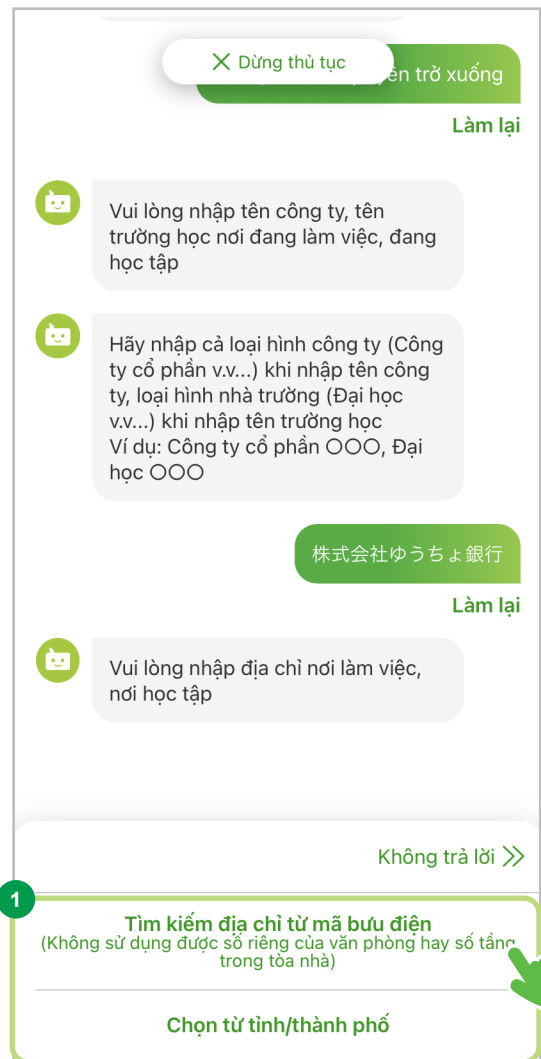 Dừng thủ tục
trở xuống
Làm lại
Vui lòng nhập tên công ty, tên
trường học nơi đang làm việc, đang
học tập
Hãy nhập cả loại hình công ty (Công
ty cổ phần v.v...) khi nhập tên công
ty, loại hình nhà trường (Đại học
v.v...) khi nhập tên trường học
Ví dụ: Công ty cổ phần ○○○, Đại
học ○○○
株式会社ゆうちょ銀行
Làm lại
Vui lòng nhập địa chỉ nơi làm việc,
nơi học tập
Không trả lời
1
Tìm kiếm địa chỉ từ mã bưu điện
(Không sử dụng được số riêng của văn phòng hay số tầng
trong tòa nhà)
Chọn từ tỉnh/thành phố